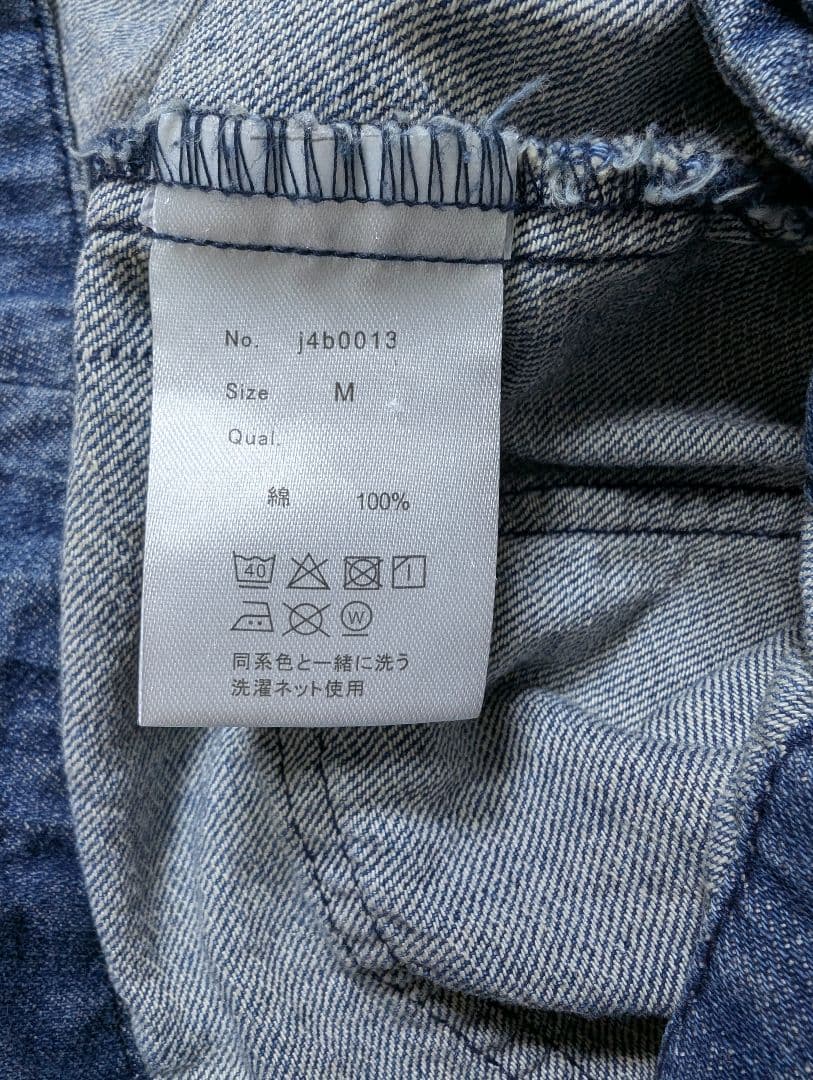 No. j4b0013
Size M
Qual.
綿 100%
40
W
同系色と一緒に洗う
洗濯ネット使用